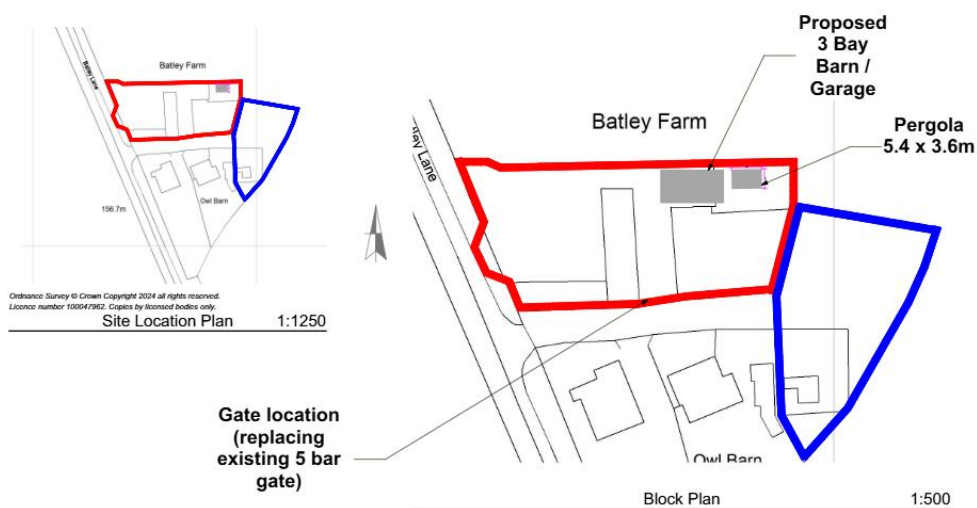 Batley Lane
Batley Farm
156.7m
Owl Barn
Ordnance Survey © Crown Copyright 2024 all rights reserved.
Licence number 100047962. Copies by licensed bodies only.
Site Location Plan 1:1250
Proposed
3 Bay
Barn /
Garage
Pergola
5.4 x 3.6m
Batley Farm
tley Lane
Gate location
(replacing
existing 5 bar
gate)
Owl Barn
Block Plan 1:500